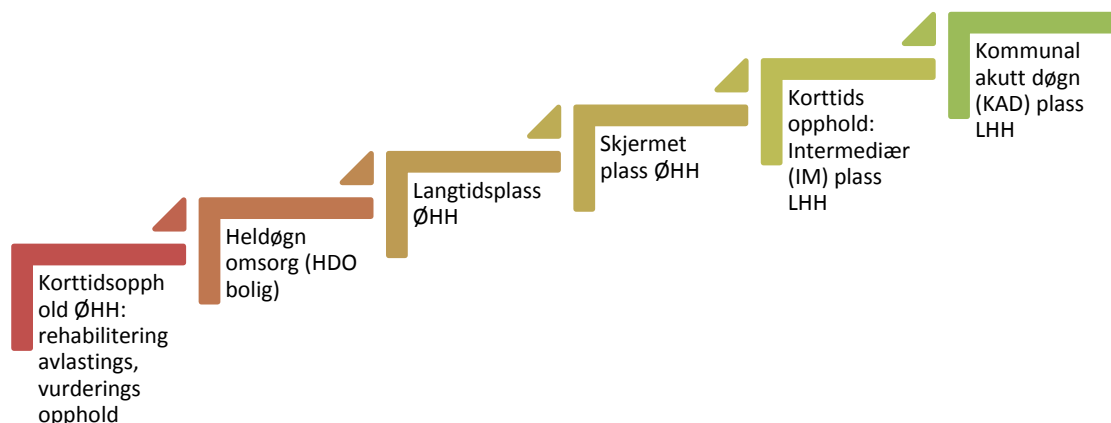 Korttidsopph
old ØHH:
rehabilitering
avlastings,
vurderings
opphold
Heldøgn
omsorg (HDO
bolig)
Langtidsplass
ØHH
Skjermet
plass ØHH
Korttids
opphold:
Intermediær
(IM) plass
LHH
Kommunal
akutt døgn
(KAD) plass
LHH